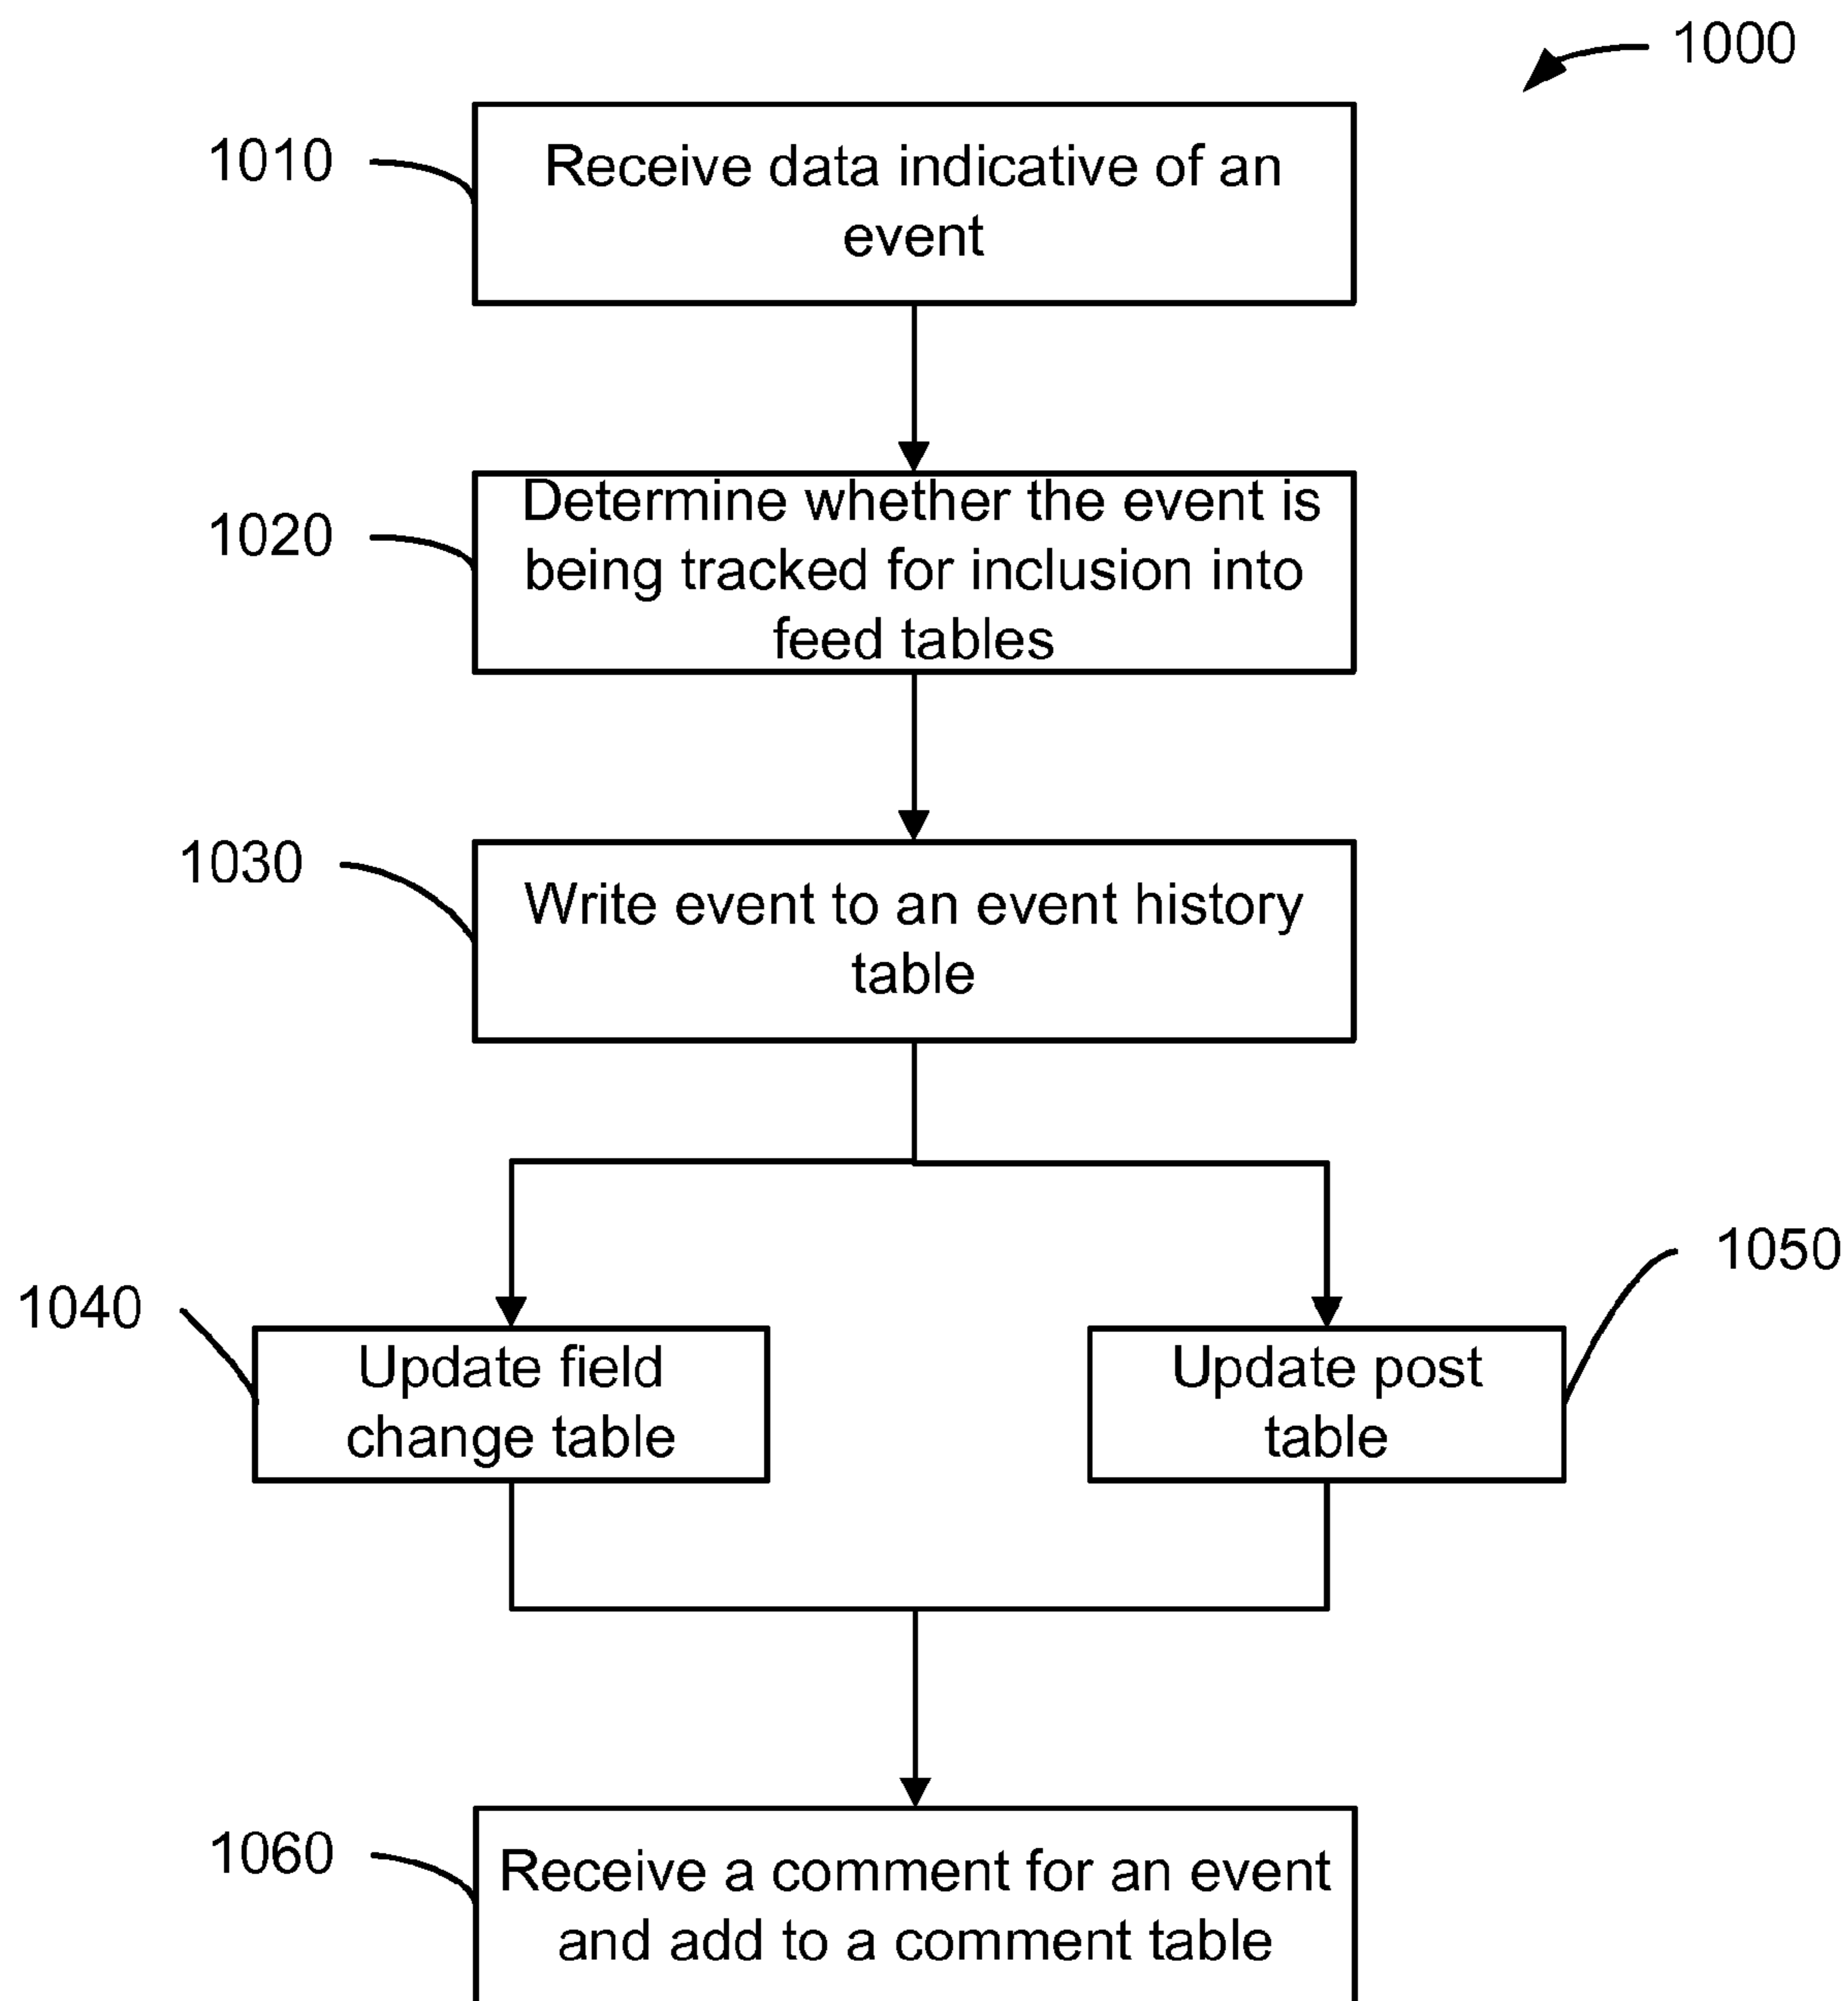 1000
1010
Receive data indicative of an
event
1020
Determine whether the event is
being tracked for inclusion into
feed tables
1030
Write event to an event history
table
1040
Update field
change table
1050
Update post
table
1060
Receive a comment for an event
and add to a comment table